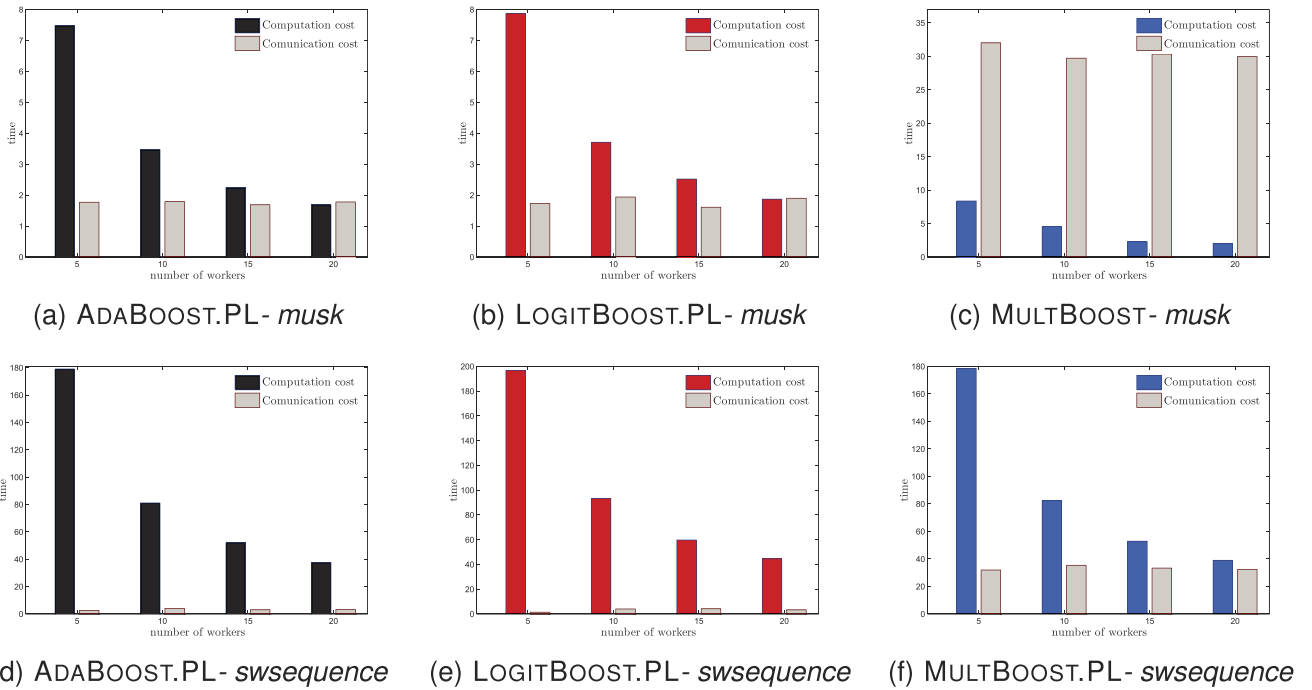 8
7
6
5
4
3
2
1
0
time
5
10
15
20
number of workers
Computation cost
Comunication cost
(a) ADABOOST.PL- musk
8
7
6
5
4
3
2
1
0
time
5
10
15
20
number of workers
Computation cost
Comunication cost
(b) LOGITBOOST.PL- musk
35
30
25
20
15
10
5
0
time
5
10
15
20
number of workers
Computation cost
Comunication cost
(c) MULTBOOST- musk
180
160
140
120
100
80
60
40
20
0
time
5
10
15
20
number of workers
Computation cost
Comunication cost
d) ADABOOST.PL- swsequence
200
180
160
140
120
100
80
60
40
20
0
time
5
10
15
20
number of workers
Computation cost
Comunication cost
(e) LOGITBOOST.PL- swsequence
180
160
140
120
100
80
60
40
20
0
time
5
10
15
20
number of workers
Computation cost
Comunication cost
(f) MULTBOOST.PL- swsequence